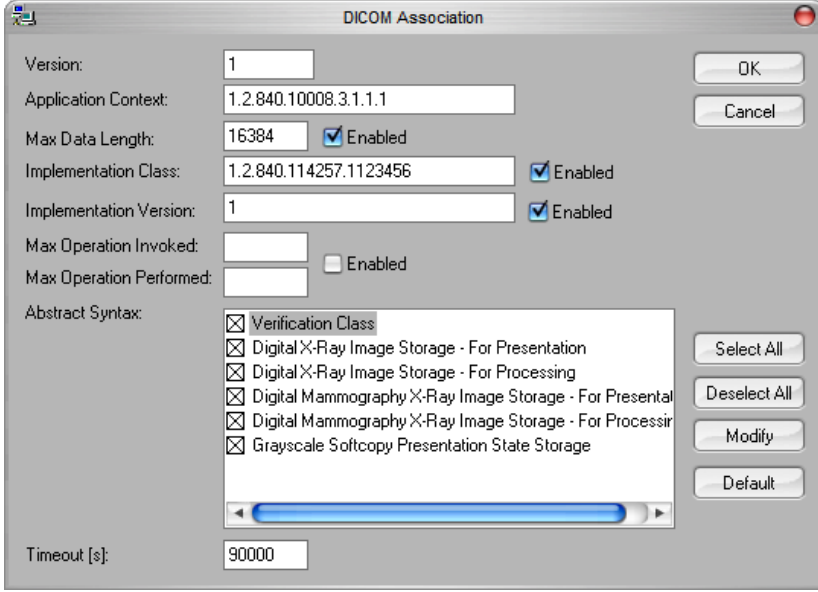 DICOM Association
Version: 1
OK
Application Context: 1.2.840.10008.3.1.1.1
Cancel
Max Data Length: 16384 Enabled
Implementation Class: 1.2.840.114257.1123456 Enabled
Implementation Version: 1 Enabled
Max Operation Invoked:
Enabled
Max Operation Performed:
Abstract Syntax:
Verification Class
Digital X-Ray Image Storage - For Presentation
Digital X-Ray Image Storage - For Processing
Digital Mammography X-Ray Image Storage - For Presental
Digital Mammography X-Ray Image Storage - For Processir
Grayscale Softcopy Presentation State Storage
Select All
Deselect All
Modify
Default
Timeout [s]: 90000